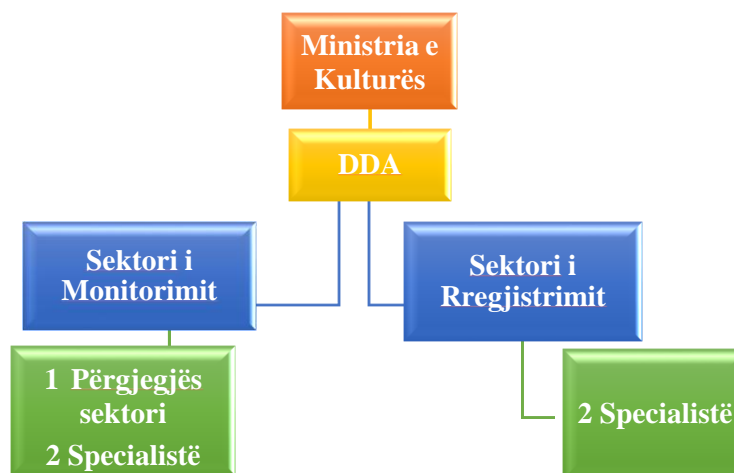 Ministria e
Kulturës
DDA
Sektori i
Monitorimit
Sektori i
Rregjistrimit
1 Përgjegjës
sektori
2 Specialistë
2 Specialistë